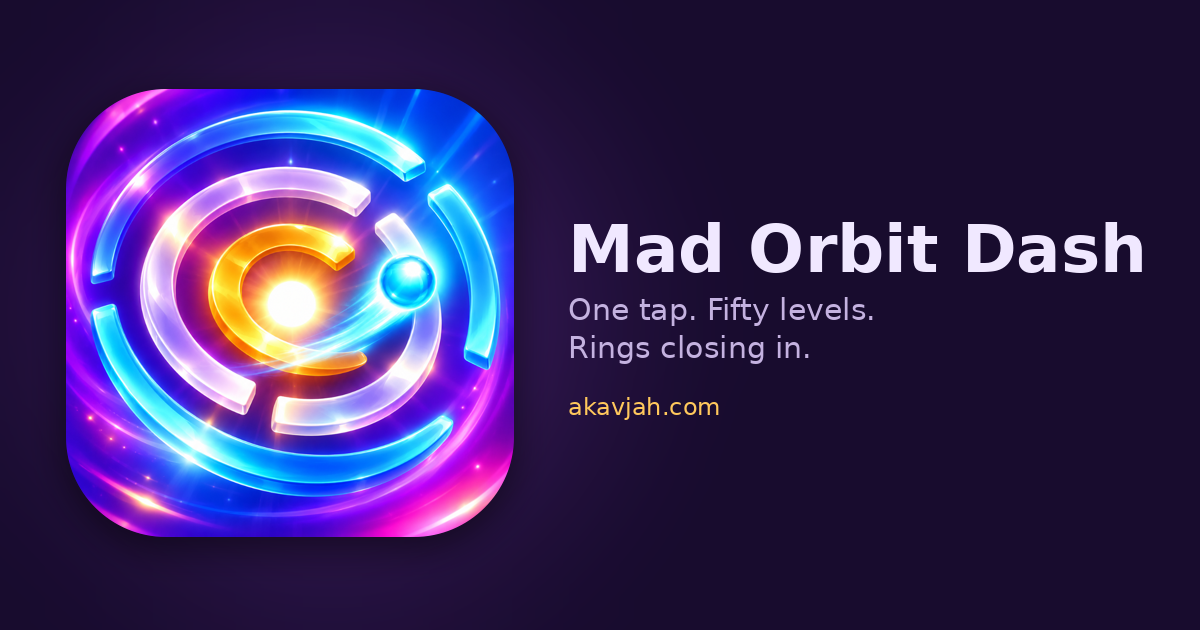 Mad Orbit Dash
One tap. Fifty levels.
Rings closing in.
akavjah.com